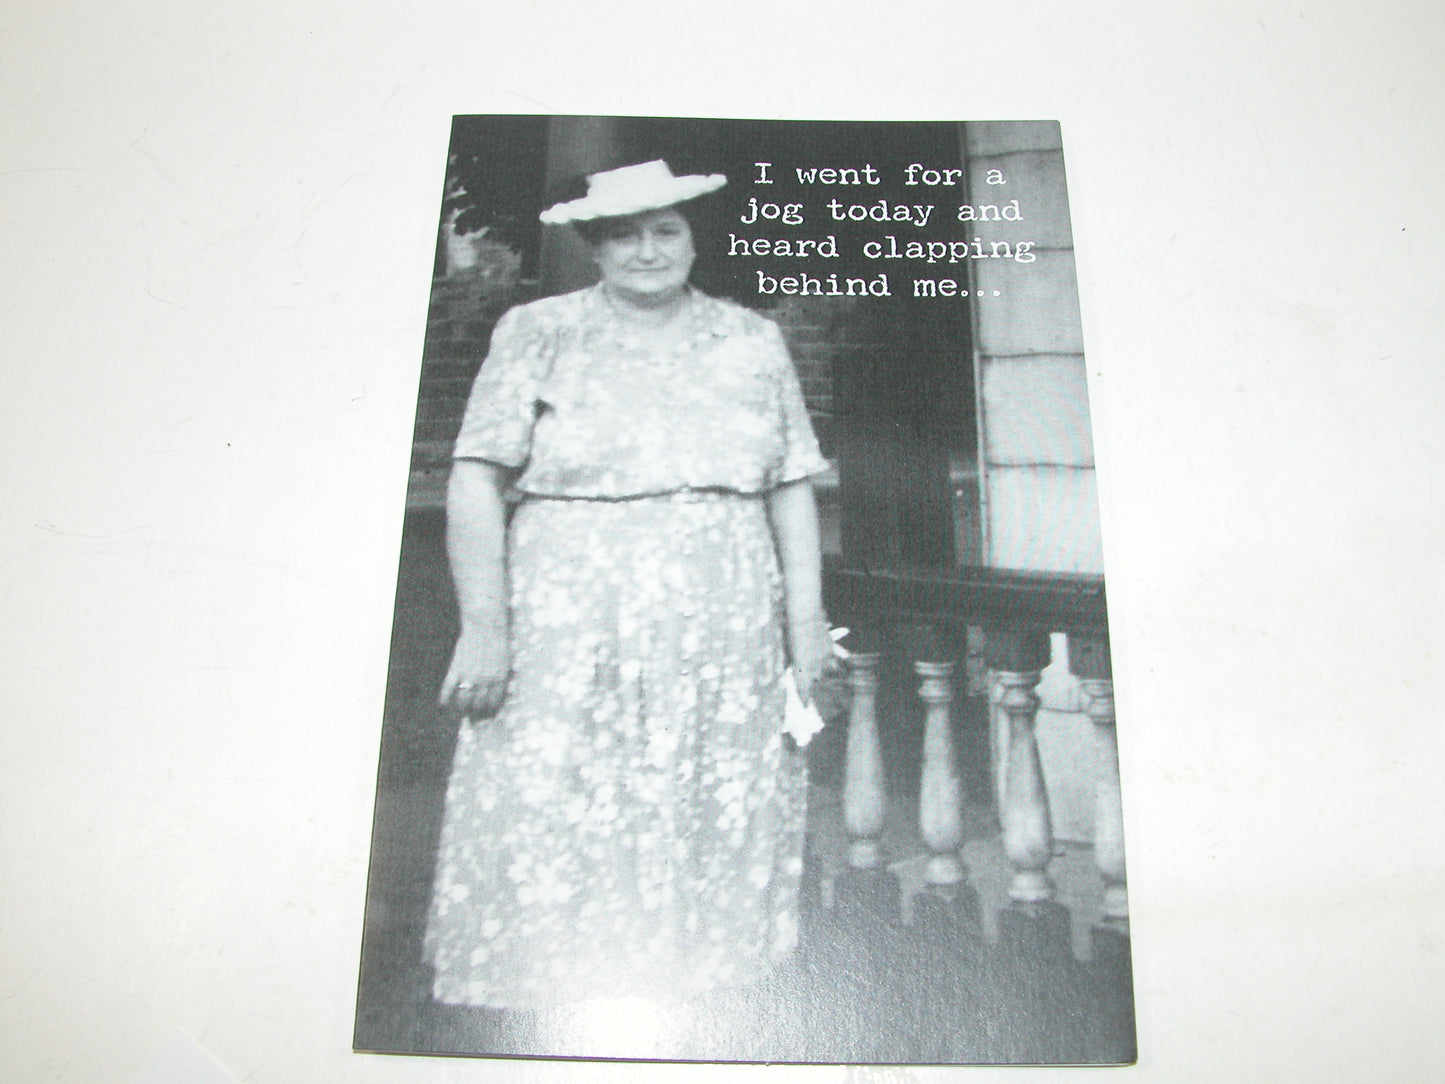 I went for a
jog today and
heard clapping
behind me...